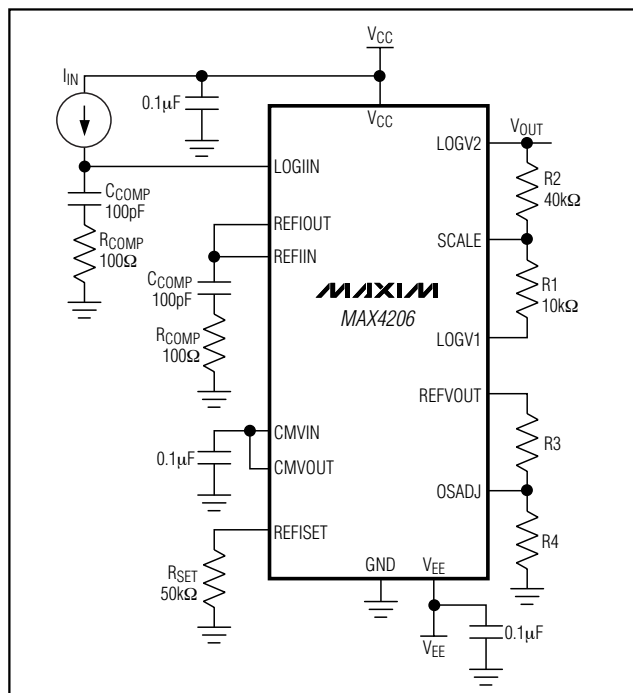 V_CC
I_IN
0.1µF
V_CC
LOGV2
V_OUT
LOGIIN
R2
40kΩ
C_COMP
100pF
REFIOUT
SCALE
R_COMP
100Ω
REFIIN
C_COMP
100pF
MAXIM
MAX4206
R1
10kΩ
R_COMP
100Ω
LOGV1
REFVOUT
CMVIN
R3
0.1µF
CMVOUT
OSADJ
REFISET
R4
R_SET
50kΩ
GND
V_EE
0.1µF
V_EE